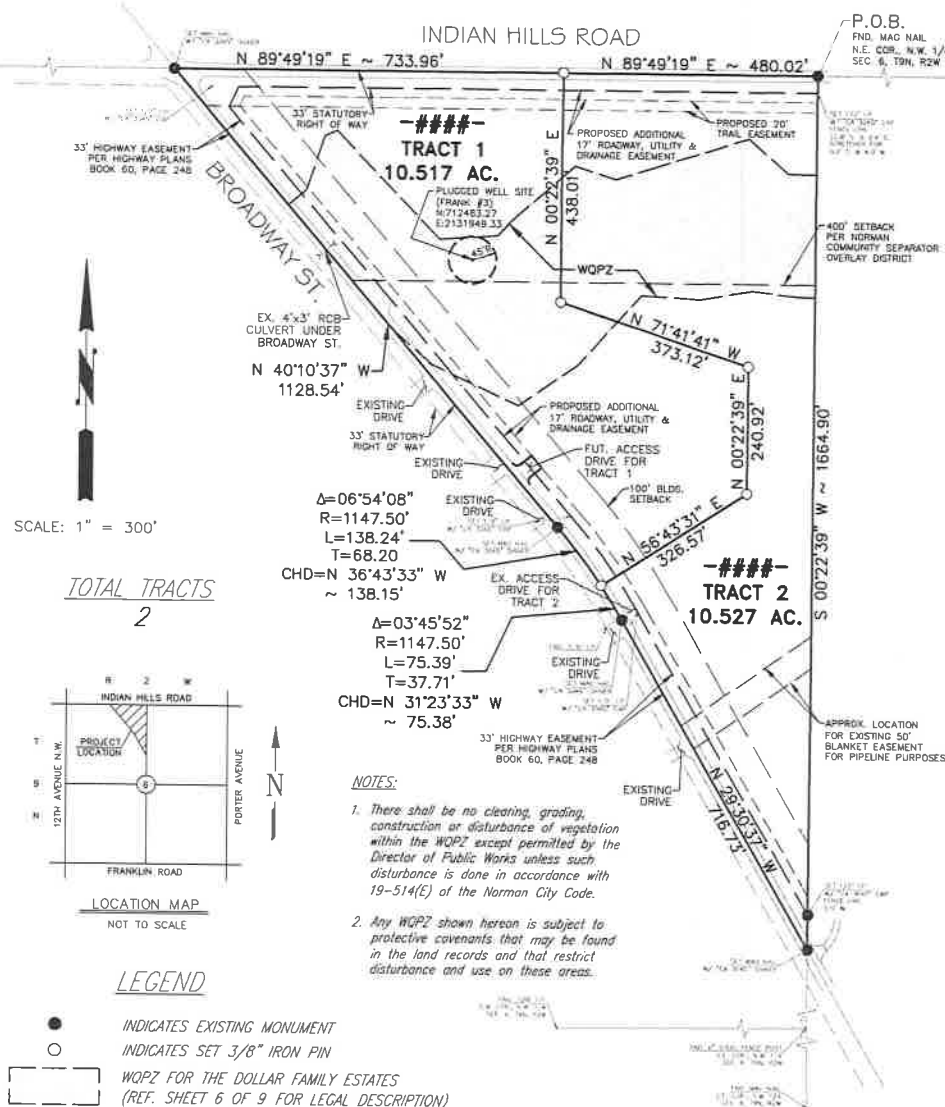 INDIAN HILLS ROAD
P.O.B.
FND. MAG NAIL
N.E. COR., N.W. 1/
SEC 6, T9N, R2W
N 89°49'19" E ~ 733.96'
N 89°49'19" E ~ 480.02'
33' STATUTORY
RIGHT OF WAY
-####-
TRACT 1
10.517 AC.
PROPOSED ADDITIONAL
17' ROADWAY, UTILITY &
DRAINAGE EASEMENT
PROPOSED 20'
TRAIL EASEMENT
33' HIGHWAY EASEMENT
PER HIGHWAY PLANS
BOOK 60, PAGE 248
BROADWAY ST.
PLUGGED WELL SITE
(FRANK #3)
N:712483.27
E:2131949.33
45'R
N 00°22'39" E
438.01'
WQPZ
400' SETBACK
PER NORMAN
COMMUNITY SEPARATOR
OVERLAY DISTRICT
EX. 4'x3' RCB
CULVERT UNDER
BROADWAY ST.
N 40°10'37" W
1128.54'
N 71°41'41" W
373.12'
N 00°22'39" E
240.92'
S 00°22'39" W ~ 1664.90'
EXISTING
DRIVE
33' STATUTORY
RIGHT OF WAY
PROPOSED ADDITIONAL
17' ROADWAY, UTILITY &
DRAINAGE EASEMENT
EXISTING
DRIVE
FUT. ACCESS
DRIVE FOR
TRACT 1
100' BLDG.
SETBACK
SCALE: 1" = 300'
Δ=06°54'08"
R=1147.50'
L=138.24'
T=68.20
CHD=N 36°43'33" W
~ 138.15'
EXISTING
DRIVE
N 56°43'31" E
326.57'
-####-
TRACT 2
10.527 AC.
TOTAL TRACTS
2
EX. ACCESS
DRIVE FOR
TRACT 2
Δ=03°45'52"
R=1147.50'
L=75.39'
T=37.71'
CHD=N 31°23'33" W
~ 75.38'
EXISTING
DRIVE
33' HIGHWAY EASEMENT
PER HIGHWAY PLANS
BOOK 60, PAGE 248
APPROX. LOCATION
FOR EXISTING 50'
BLANKET EASEMENT
FOR PIPELINE PURPOSES
EXISTING
DRIVE
N 29°30'37" W
716.73'
R 2 W
INDIAN HILLS ROAD
PROJECT
LOCATION
T
9
N
12TH AVENUE N.W.
6
PORTER AVENUE
N
FRANKLIN ROAD
LOCATION MAP
NOT TO SCALE
NOTES:
1. There shall be no clearing, grading,
construction or disturbance of vegetation
within the WQPZ except permitted by the
Director of Public Works unless such
disturbance is done in accordance with
19-514(E) of the Norman City Code.
2. Any WQPZ shown hereon is subject to
protective covenants that may be found
in the land records and that restrict
disturbance and use on these areas.
LEGEND
INDICATES EXISTING MONUMENT
INDICATES SET 3/8" IRON PIN
WQPZ FOR THE DOLLAR FAMILY ESTATES
(REF. SHEET 6 OF 9 FOR LEGAL DESCRIPTION)